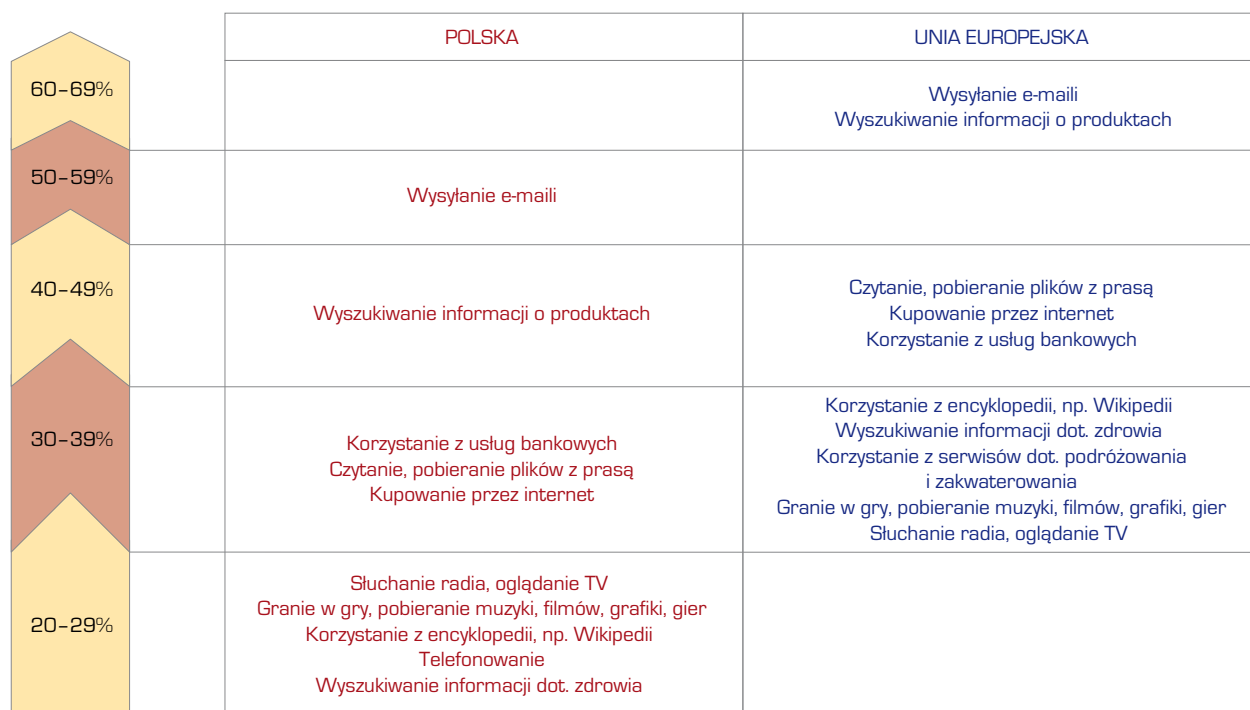 POLSKA
UNIA EUROPEJSKA
60–69%
Wysyłanie e-maili
Wyszukiwanie informacji o produktach
50–59%
Wysyłanie e-maili
40–49%
Wyszukiwanie informacji o produktach
Czytanie, pobieranie plików z prasą
Kupowanie przez internet
Korzystanie z usług bankowych
30–39%
Korzystanie z usług bankowych
Czytanie, pobieranie plików z prasą
Kupowanie przez internet
Korzystanie z encyklopedii, np. Wikipedii
Wyszukiwanie informacji dot. zdrowia
Korzystanie z serwisów dot. podróżowania
i zakwaterowania
Granie w gry, pobieranie muzyki, filmów, grafiki, gier
Słuchanie radia, oglądanie TV
20–29%
Słuchanie radia, oglądanie TV
Granie w gry, pobieranie muzyki, filmów, grafiki, gier
Korzystanie z encyklopedii, np. Wikipedii
Telefonowanie
Wyszukiwanie informacji dot. zdrowia